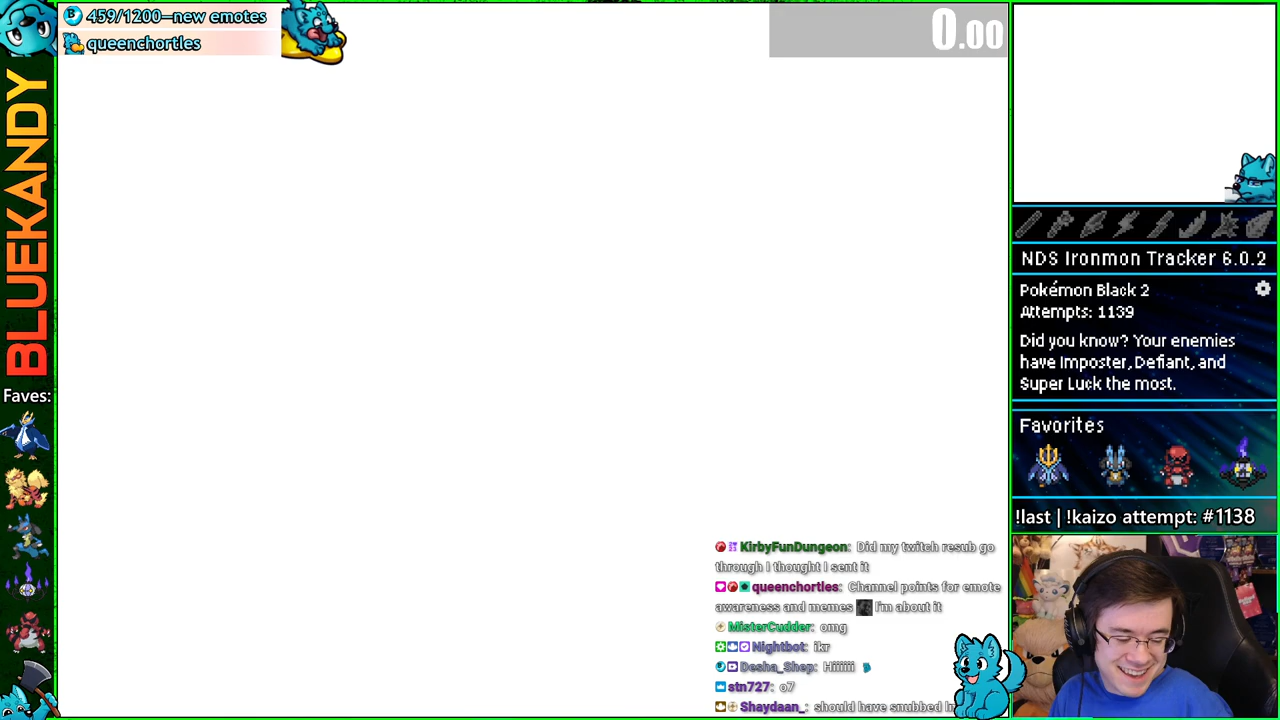 459/1200—new emotes
queenchortles
BLUEKANDY
Faves:
0.00
NDS Ironmon Tracker 6.0.2
Pokémon Black 2
Attempts: 1139
Did you know? Your enemies
have Imposter, Defiant, and
Super Luck the most.
Favorites
!last | !kaizo attempt: #1138
KirbyFunDungeon: Did my twitch resub go
through I thought I sent it
queenchortles: Channel points for emote
awareness and memes I'm about it
MisterCudder: omg
Nightbot: ikr
Desha_Shep: Hiiiiii
stn727: o7
Shaydaan_: should have snubbed